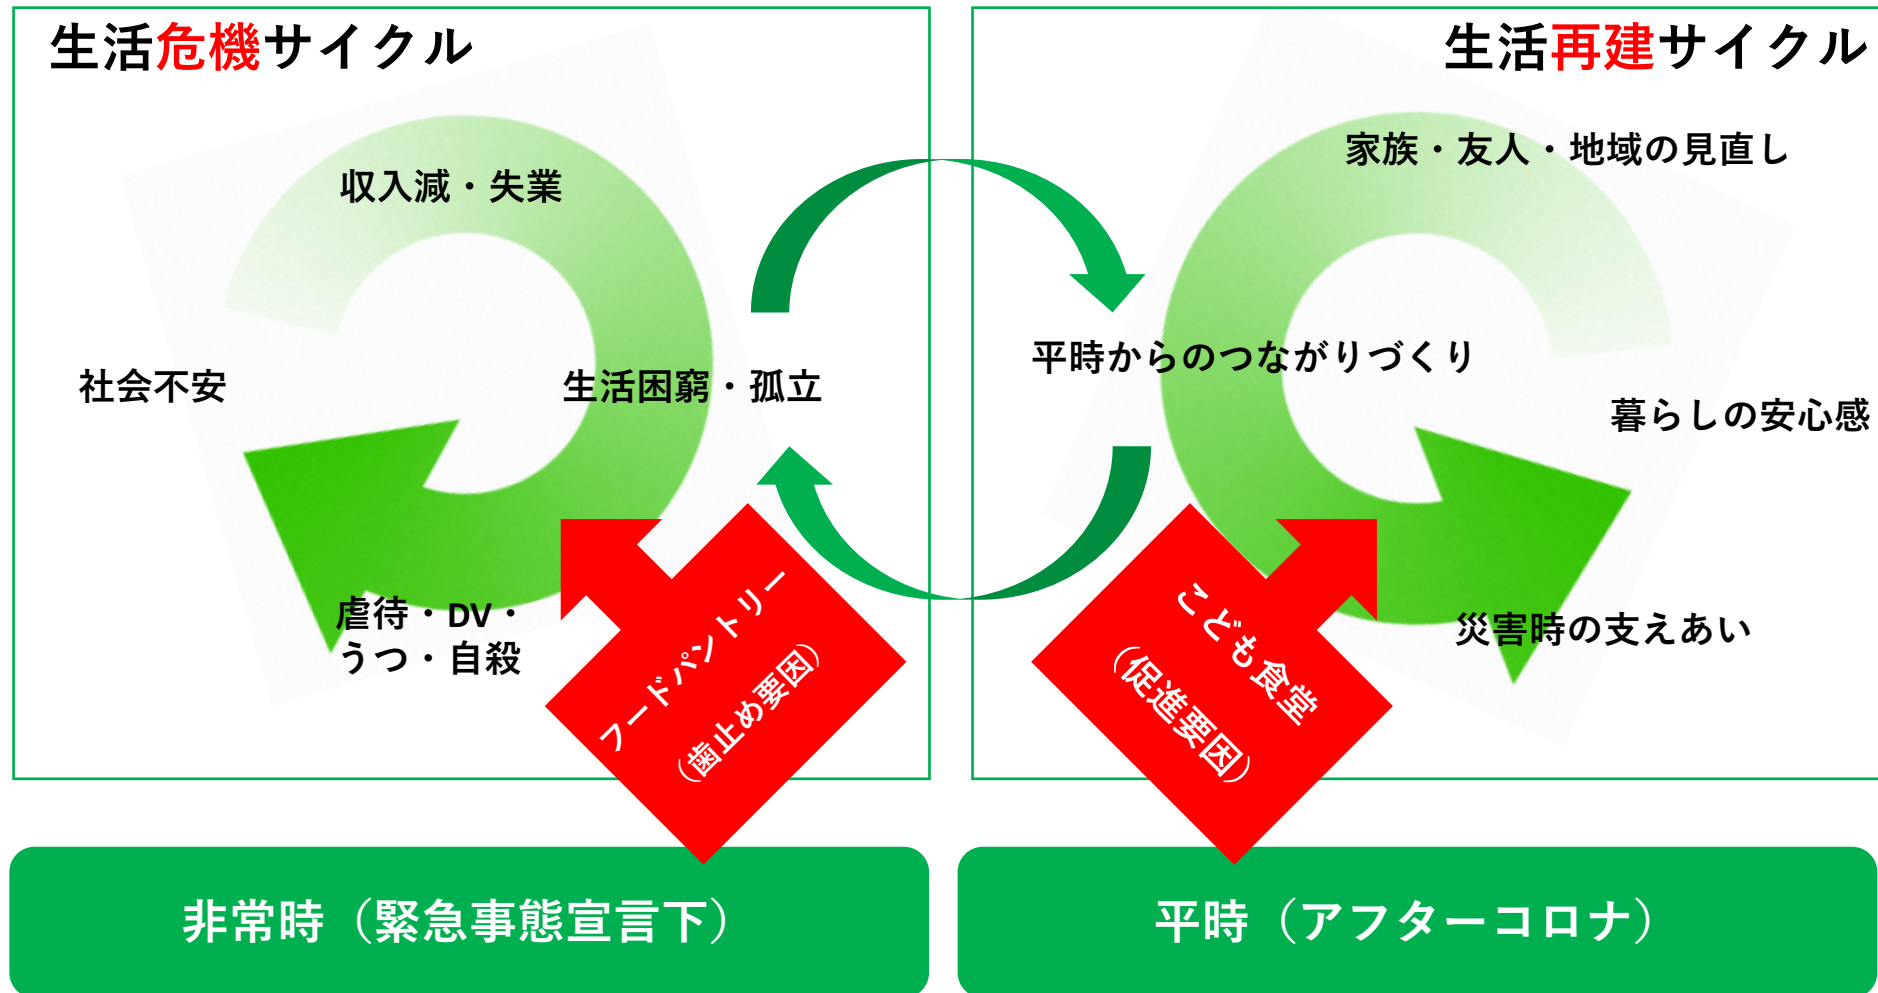 生活危機サイクル
収入減・失業
社会不安
生活困窮・孤立
虐待・DV・
うつ・自殺
フードパントリー
（歯止め要因）
非常時（緊急事態宣言下）
生活再建サイクル
家族・友人・地域の見直し
平時からのつながりづくり
暮らしの安心感
災害時の支えあい
こども食堂
（促進要因）
平時（アフターコロナ）